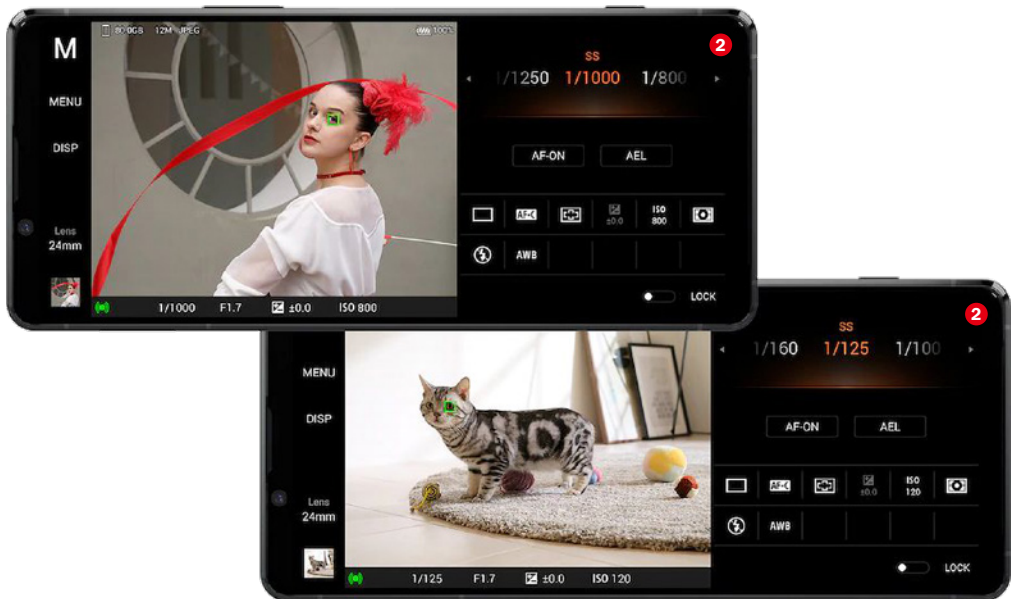 M
80.0GB 12M JPEG 100%
MENU
DISP
Lens
24mm
1/1000 F1.7 ±0.0 ISO 800
2
SS
1/1250 1/1000 1/800
AF-ON AEL
AF-C ±0.0 ISO 800
AWB
LOCK
MENU
DISP
Lens
24mm
1/125 F1.7 ±0.0 ISO 120
2
SS
1/160 1/125 1/100
AF-ON AEL
AF-C ±0.0 ISO 120
AWB
LOCK